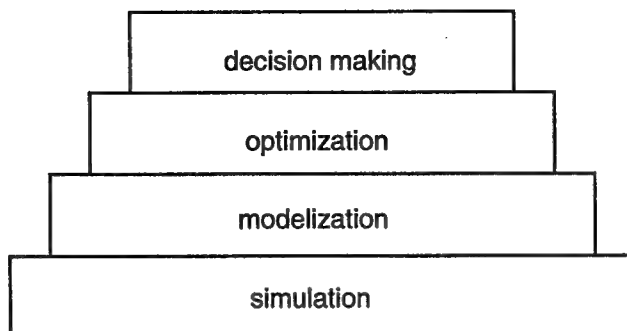 decision making
optimization
modelization
simulation